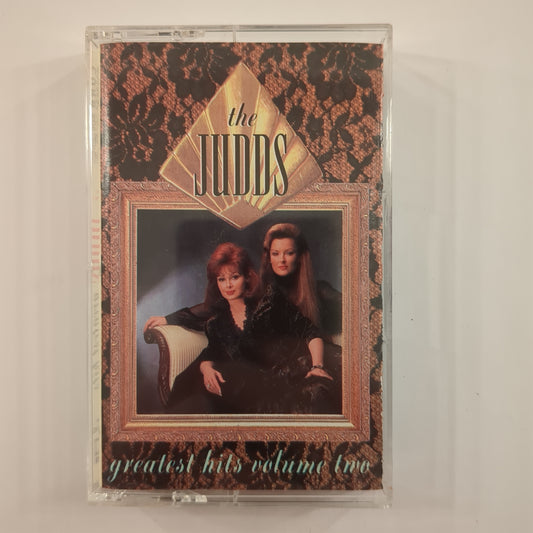 the
JUDDS
greatest hits volume two